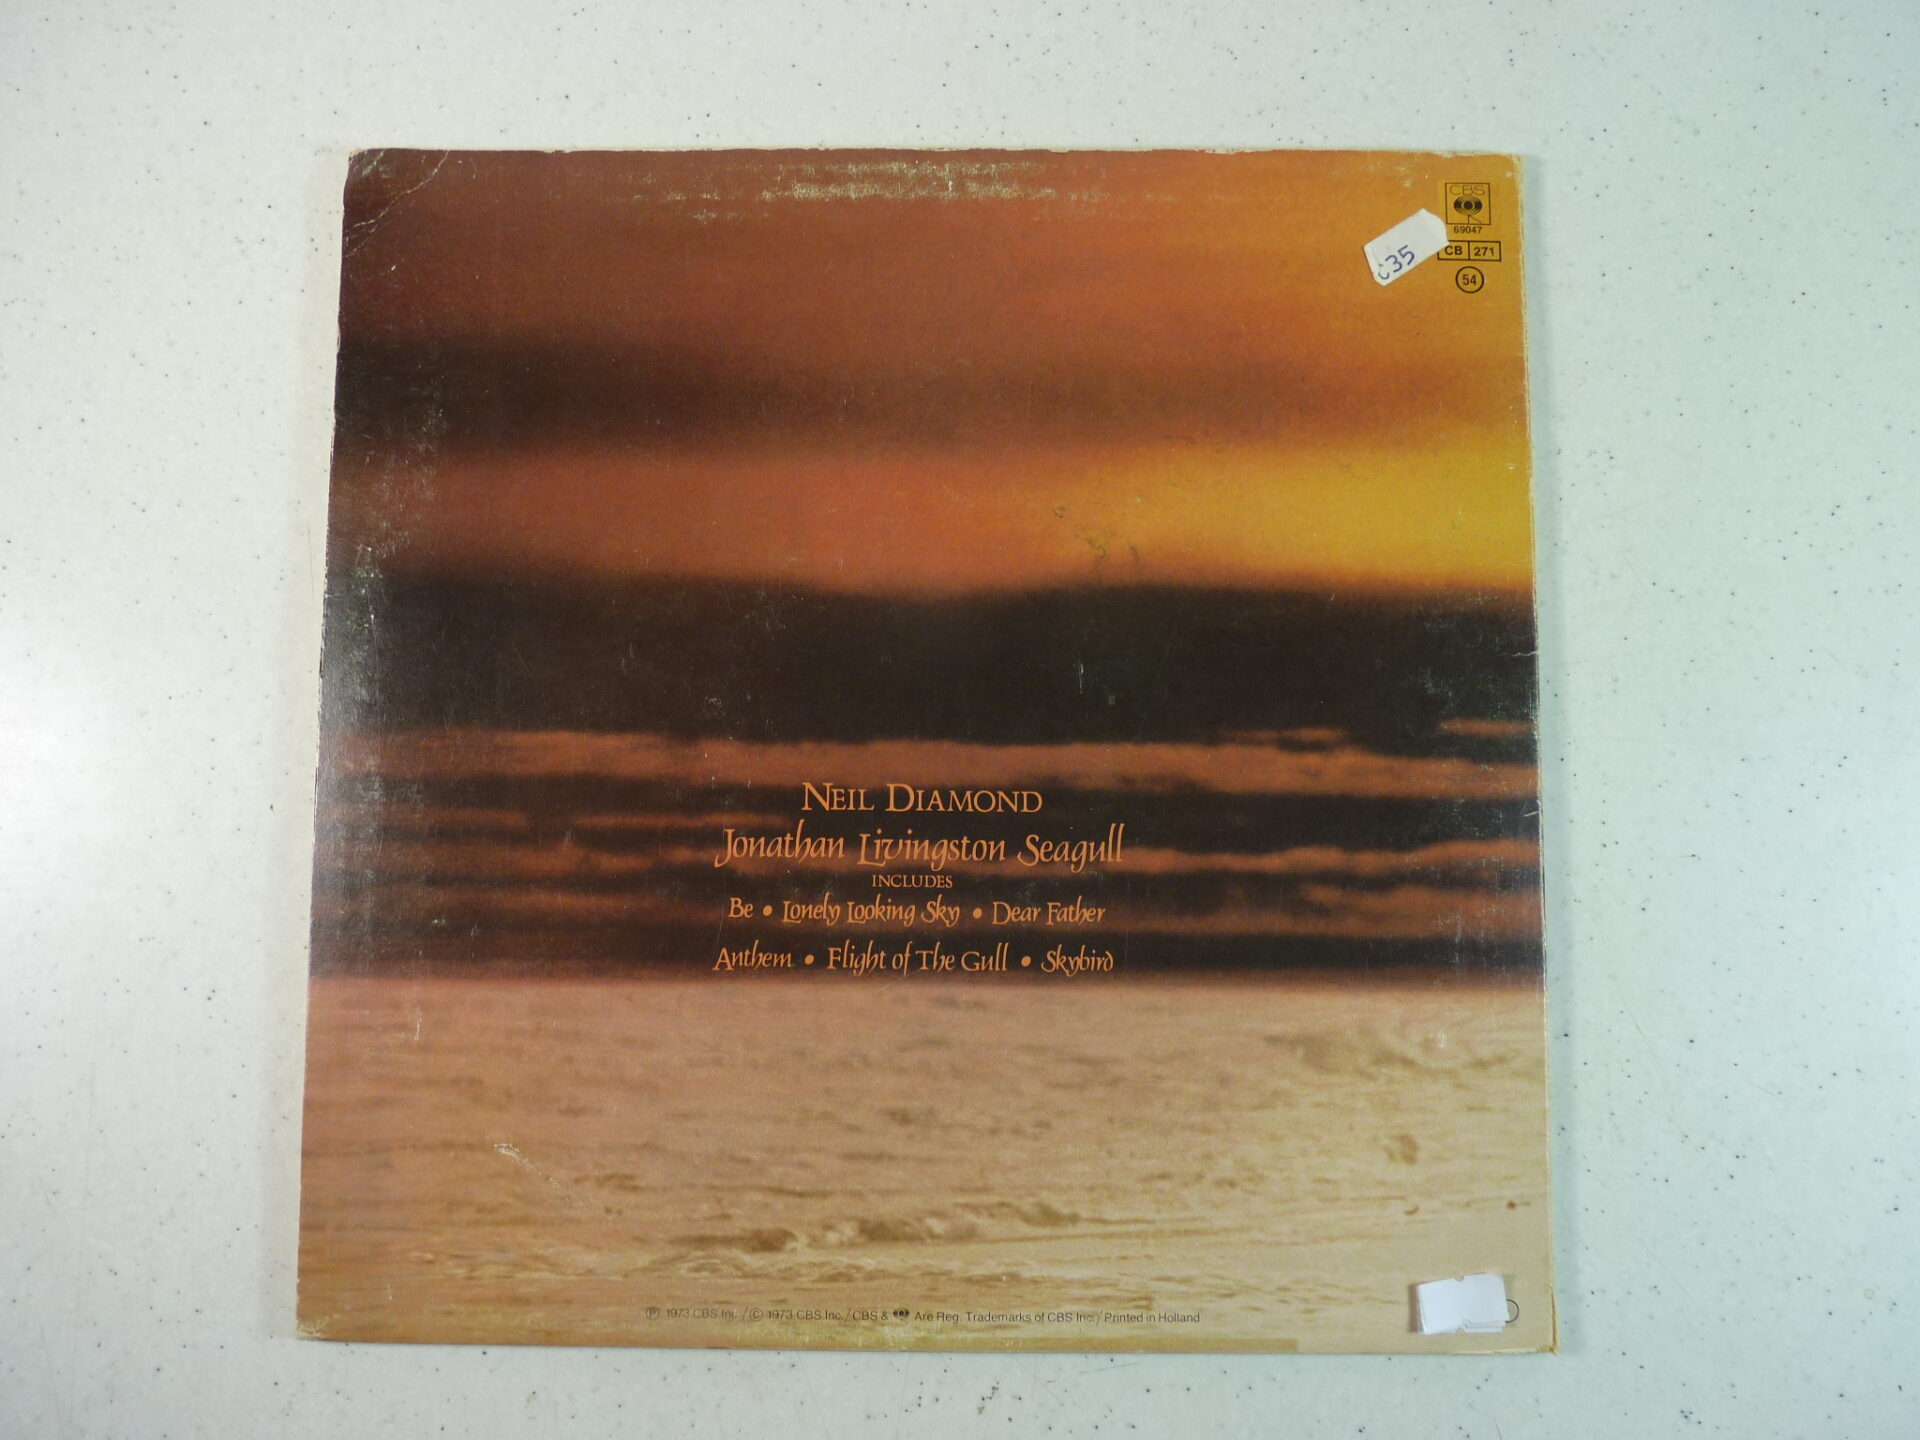 CBS
69047
CB 271
54
35
NEIL DIAMOND
Jonathan Livingston Seagull
INCLUDES
Be • Lonely Looking Sky • Dear Father
Anthem • Flight of The Gull • Skybird
Ⓟ 1973 CBS Inc./© 1973 CBS Inc./CBS & Are Reg. Trademarks of CBS Inc./Printed in Holland